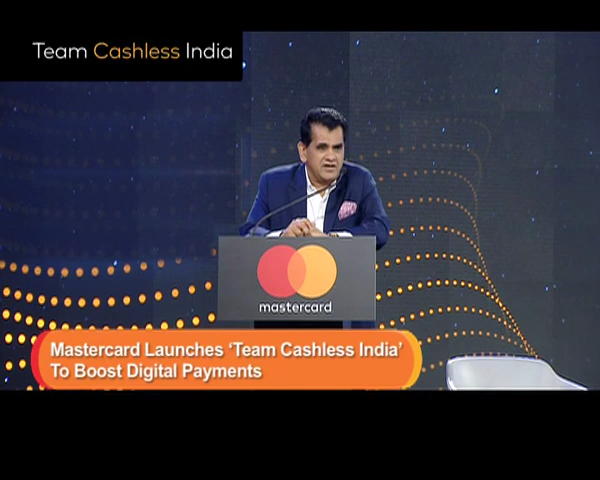 Team Cashless India
mastercard
Mastercard Launches ‘Team Cashless India’
To Boost Digital Payments